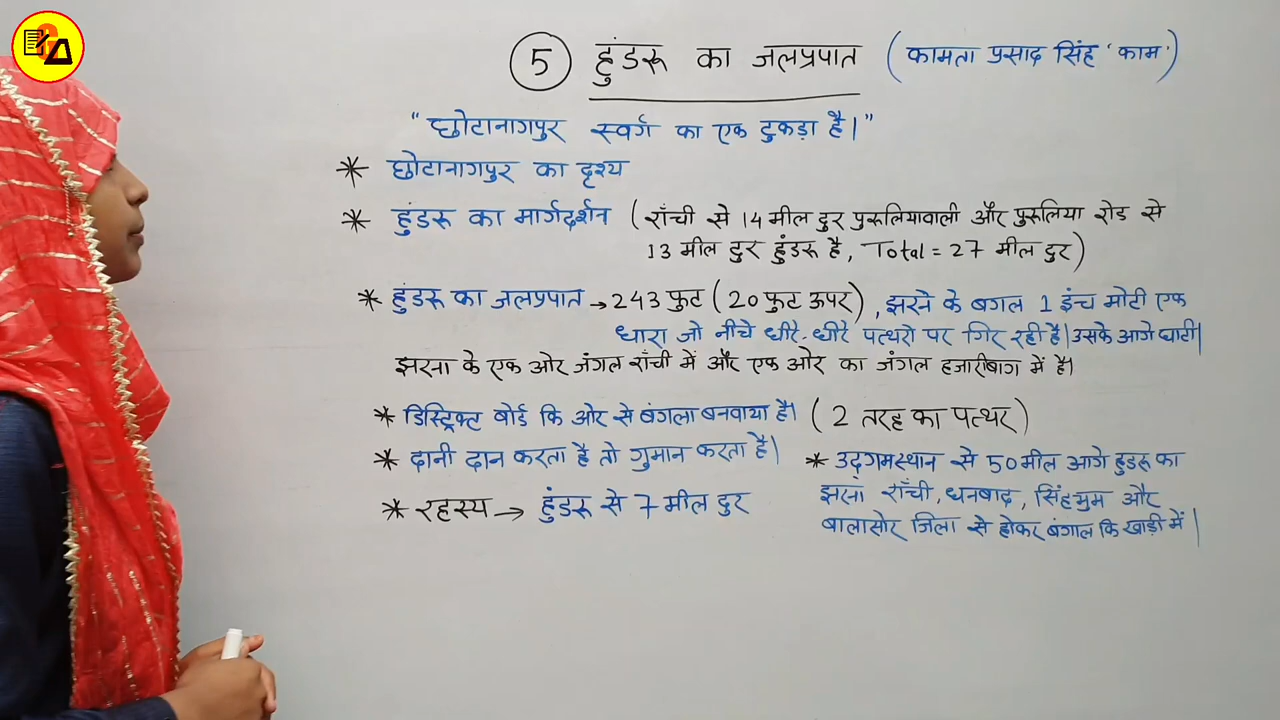 5 हुंडरू का जलप्रपात (कामता प्रसाद सिंह 'काम')
"छोटानागपुर स्वर्ग का एक टुकड़ा है।"
* छोटानागपुर का दृश्य
* हुंडरू का मार्गदर्शन (राँची से 14 मील दुर पुरूलियावाली और पुरूलिया रोड से
13 मील दुर हुंडरू है, Total = 27 मील दुर)
* हुंडरू का जलप्रपात → 243 फुट (20 फुट ऊपर), झरने के बगल 1 इंच मोटी एक
धारा जो नीचे धीरे-धीरे पत्थरो पर गिर रही है। उसके आगे घाटी।
झरना के एक ओर जंगल राँची में और एक ओर का जंगल हजारीबाग में है।
* डिस्ट्रिक्ट बोर्ड कि ओर से बंगला बनवाया है। (2 तरह का पत्थर)
* दानी दान करता है तो गुमान करता है।
* रहस्य → हुंडरू से 7 मील दुर
* उद्गमस्थान से 50 मील आगे हुडरू का
झरना राँची, धनबाद, सिंहभुम और
बालासोर जिला से होकर बंगाल कि खाड़ी में।